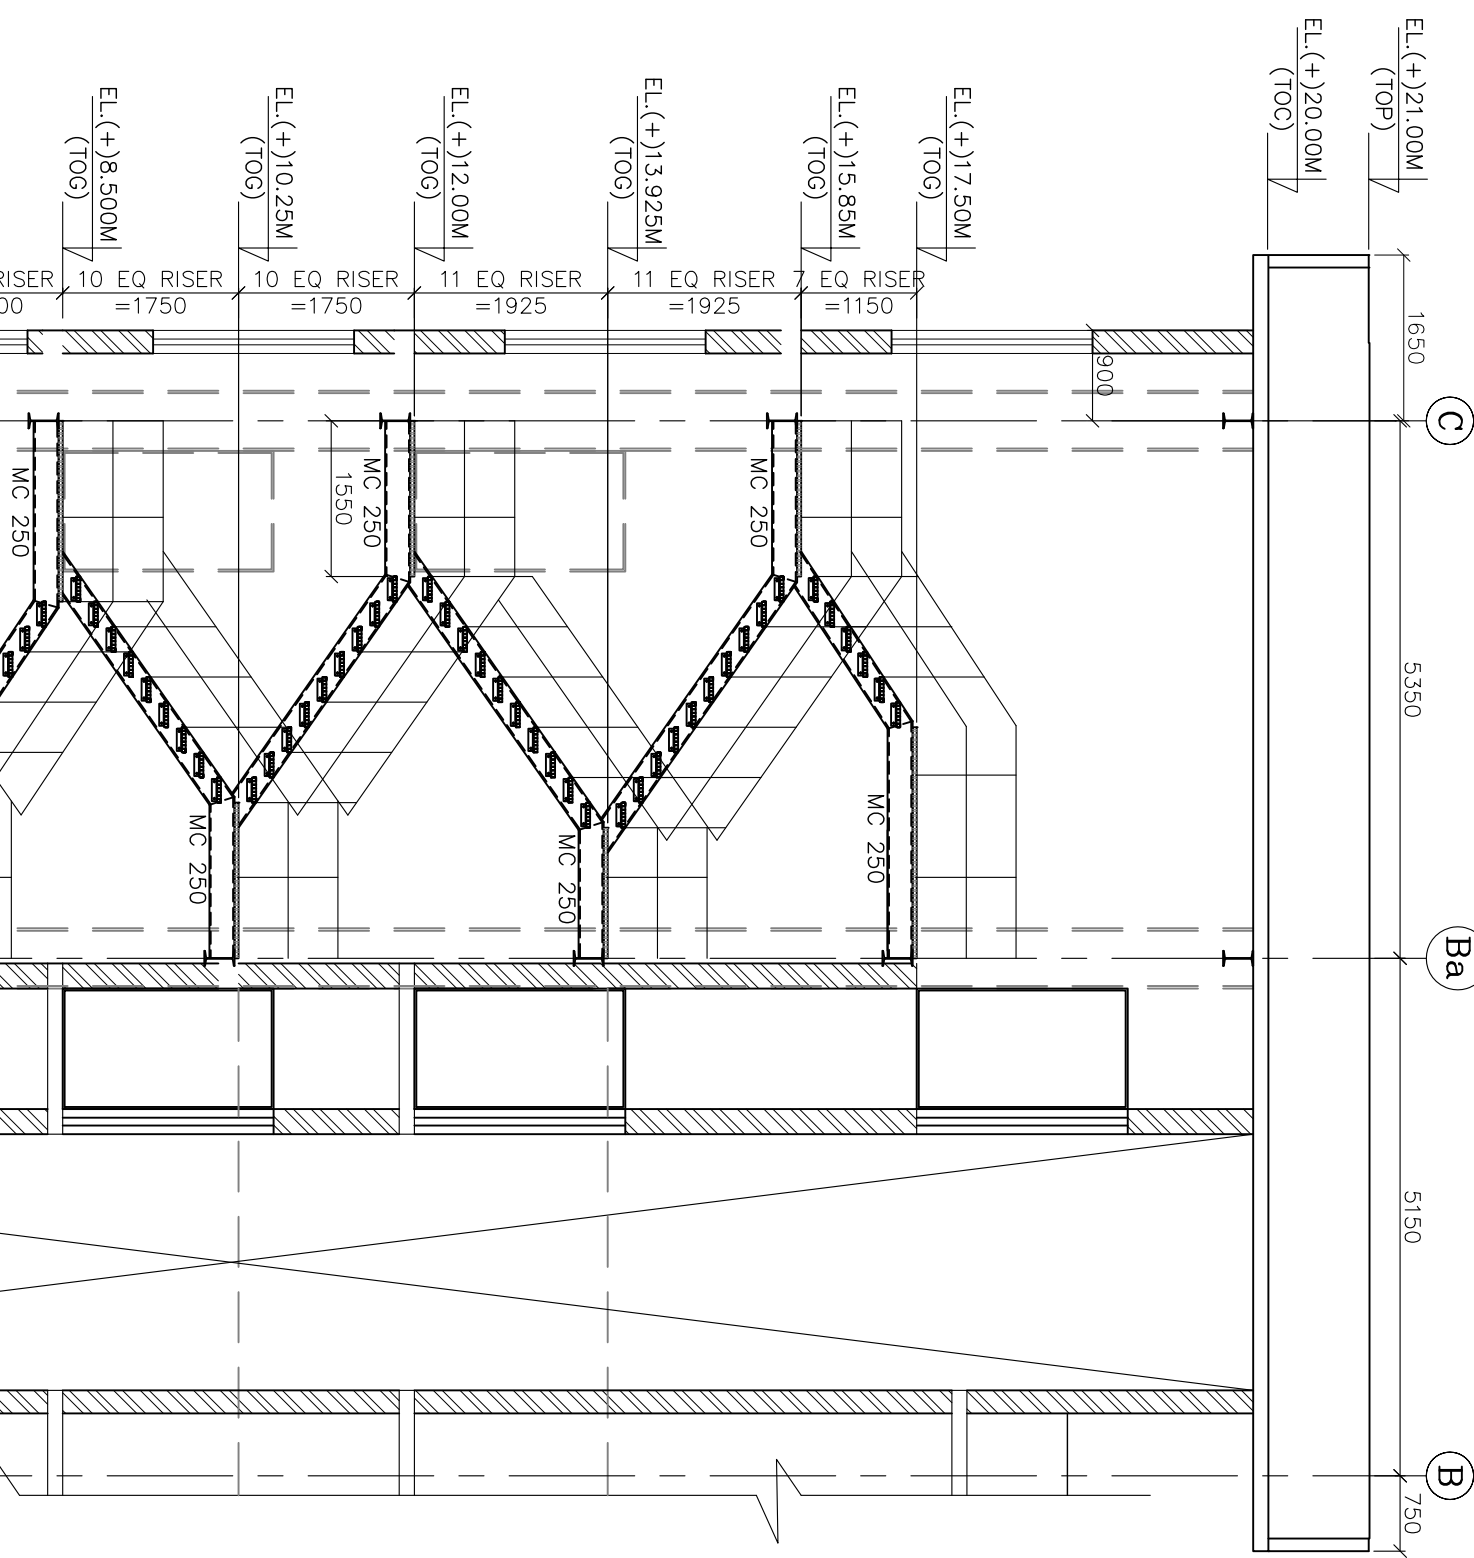 EL.(+)21.00M
(TOP)
EL.(+)20.00M
(TOC)
EL.(+)17.50M
EL.(+)15.85M
(TOG)
EL.(+)13.925M
(TOG)
EL.(+)12.00M
(TOG)
EL.(+)10.25M
(TOG)
EL.(+)8.500M
(TOG)
RISER
00
10 EQ RISER
=1750
10 EQ RISER
=1750
11 EQ RISER
=1925
11 EQ RISER
=1925
7 EQ RISER
=1150
1650
900
C
5350
Ba
5150
B
750
1550
MC 250
MC 250
MC 250
MC 250
MC 250
MC 250